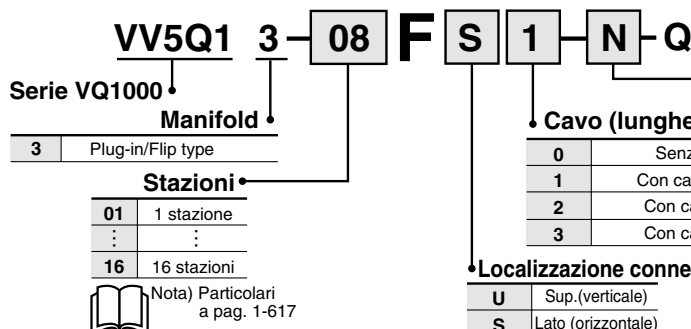 VV5Q1 3 - 08 F S 1 - N - Q
Serie VQ1000
Manifold
3 Plug-in/Flip type
Stazioni
01 1 stazione
⋮ ⋮
16 16 stazioni
Nota) Particolari
a pag. 1-617
Cavo (lunghe
0 Senz
1 Con ca
2 Con ca
3 Con ca
Localizzazione conne
U Sup.(verticale)
S Lato (orizzontale)